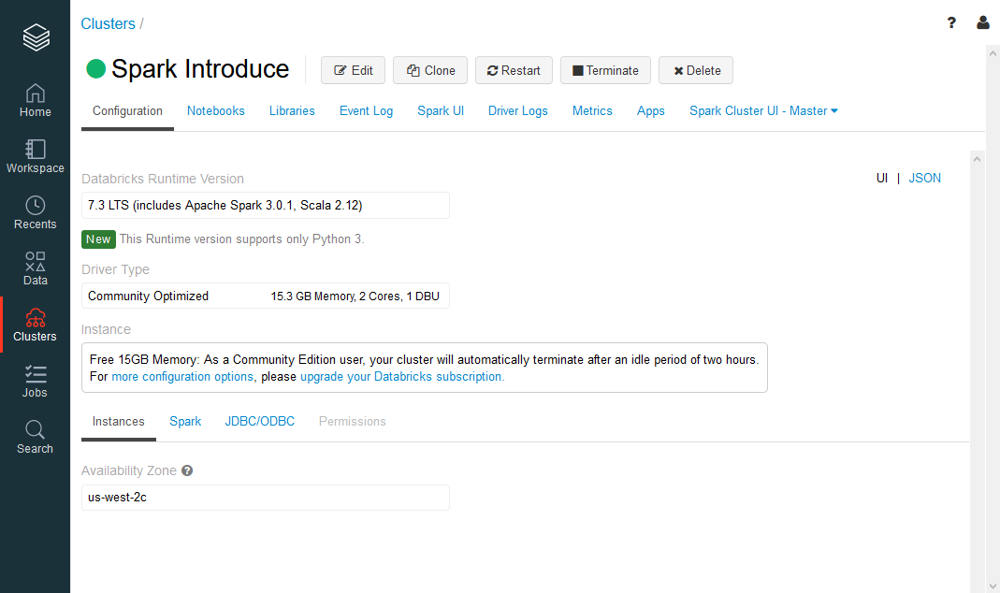 Clusters /
?
Spark Introduce
Edit
Clone
Restart
Terminate
Delete
Configuration
Notebooks
Libraries
Event Log
Spark UI
Driver Logs
Metrics
Apps
Spark Cluster UI - Master
Home
Workspace
Recents
Data
Clusters
Jobs
Search
Databricks Runtime Version
UI | JSON
7.3 LTS (includes Apache Spark 3.0.1, Scala 2.12)
New This Runtime version supports only Python 3.
Driver Type
Community Optimized 15.3 GB Memory, 2 Cores, 1 DBU
Instance
Free 15GB Memory: As a Community Edition user, your cluster will automatically terminate after an idle period of two hours.
For more configuration options, please upgrade your Databricks subscription.
Instances
Spark
JDBC/ODBC
Permissions
Availability Zone ?
us-west-2c